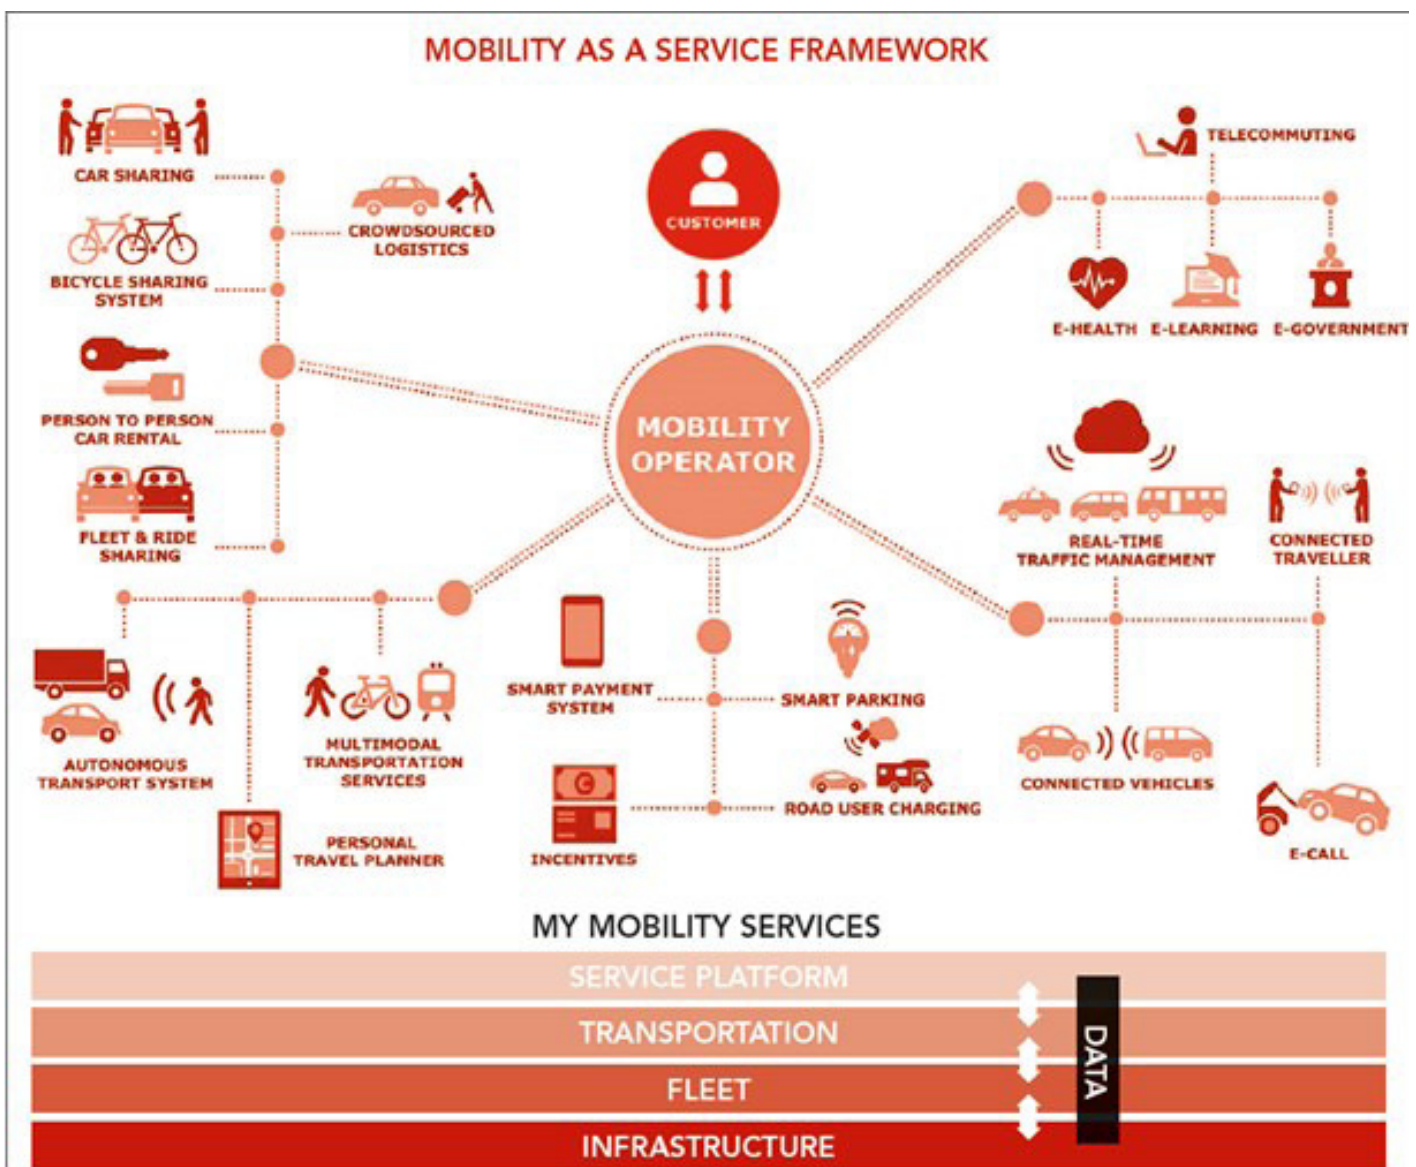 MOBILITY AS A SERVICE FRAMEWORK
CAR SHARING
CROWDSOURCED
LOGISTICS
BICYCLE SHARING
SYSTEM
PERSON TO PERSON
CAR RENTAL
FLEET & RIDE
SHARING
CUSTOMER
MOBILITY
OPERATOR
TELECOMMUTING
E-HEALTH
E-LEARNING
E-GOVERNMENT
REAL-TIME
TRAFFIC MANAGEMENT
CONNECTED
TRAVELLER
AUTONOMOUS
TRANSPORT SYSTEM
MULTIMODAL
TRANSPORTATION
SERVICES
PERSONAL
TRAVEL PLANNER
SMART PAYMENT
SYSTEM
SMART PARKING
INCENTIVES
ROAD USER CHARGING
CONNECTED VEHICLES
E-CALL
MY MOBILITY SERVICES
SERVICE PLATFORM
TRANSPORTATION
FLEET
INFRASTRUCTURE
DATA